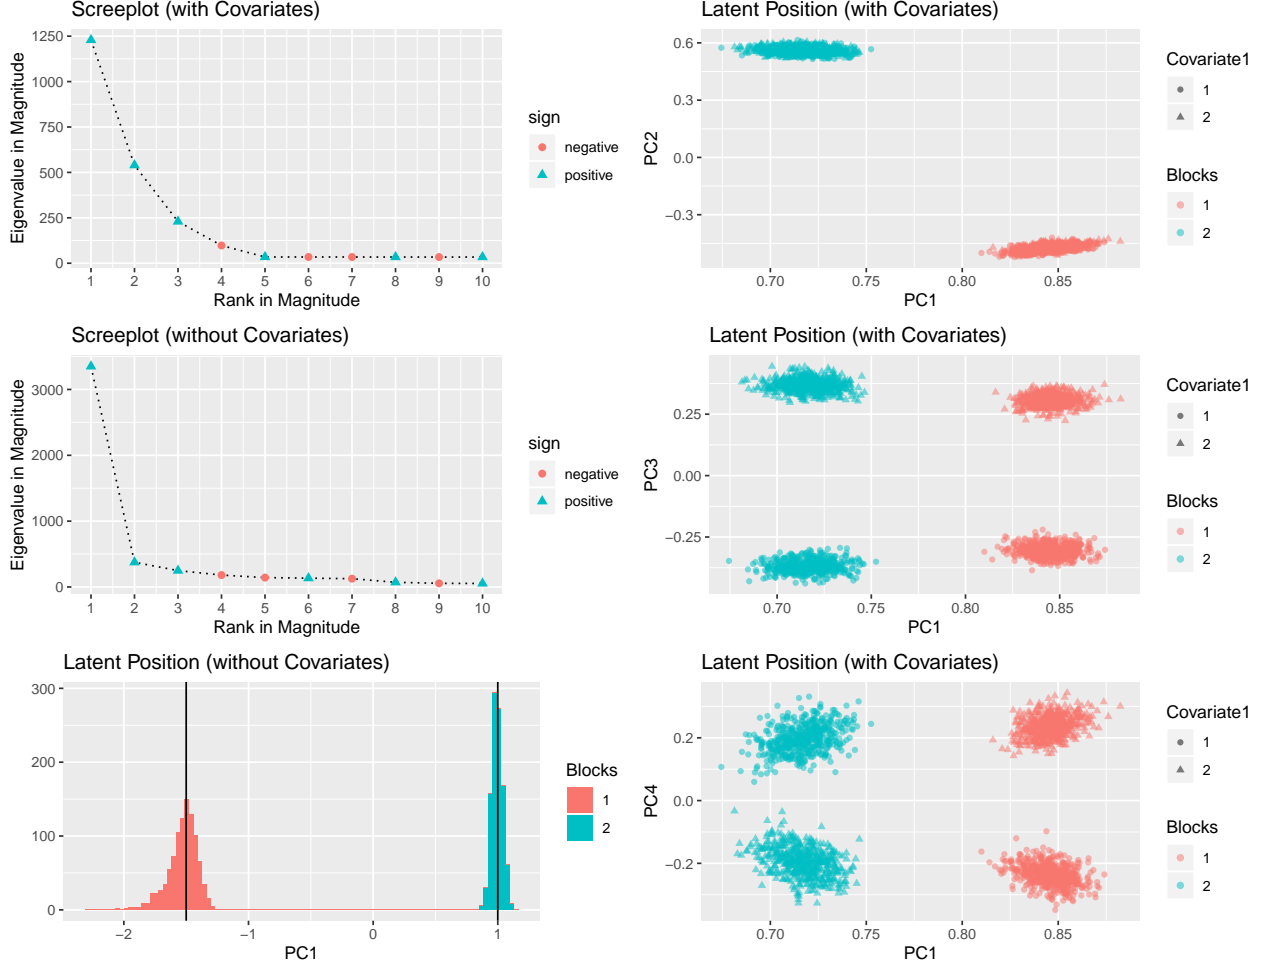 Screeplot (with Covariates)
Eigenvalue in Magnitude
1250
1000
750
500
250
0
1 2 3 4 5 6 7 8 9 10
Rank in Magnitude
sign
negative
positive
Latent Position (with Covariates)
PC2
0.6
0.3
0.0
−0.3
0.70 0.75 0.80 0.85
PC1
Covariate1
1
2
Blocks
1
2
Screeplot (without Covariates)
Eigenvalue in Magnitude
3000
2000
1000
0
1 2 3 4 5 6 7 8 9 10
Rank in Magnitude
sign
negative
positive
Latent Position (with Covariates)
PC3
0.25
0.00
−0.25
0.70 0.75 0.80 0.85
PC1
Covariate1
1
2
Blocks
1
2
Latent Position (without Covariates)
300
200
100
0
−2 −1 0 1
PC1
Blocks
1
2
Latent Position (with Covariates)
PC4
0.2
0.0
−0.2
0.70 0.75 0.80 0.85
PC1
Covariate1
1
2
Blocks
1
2